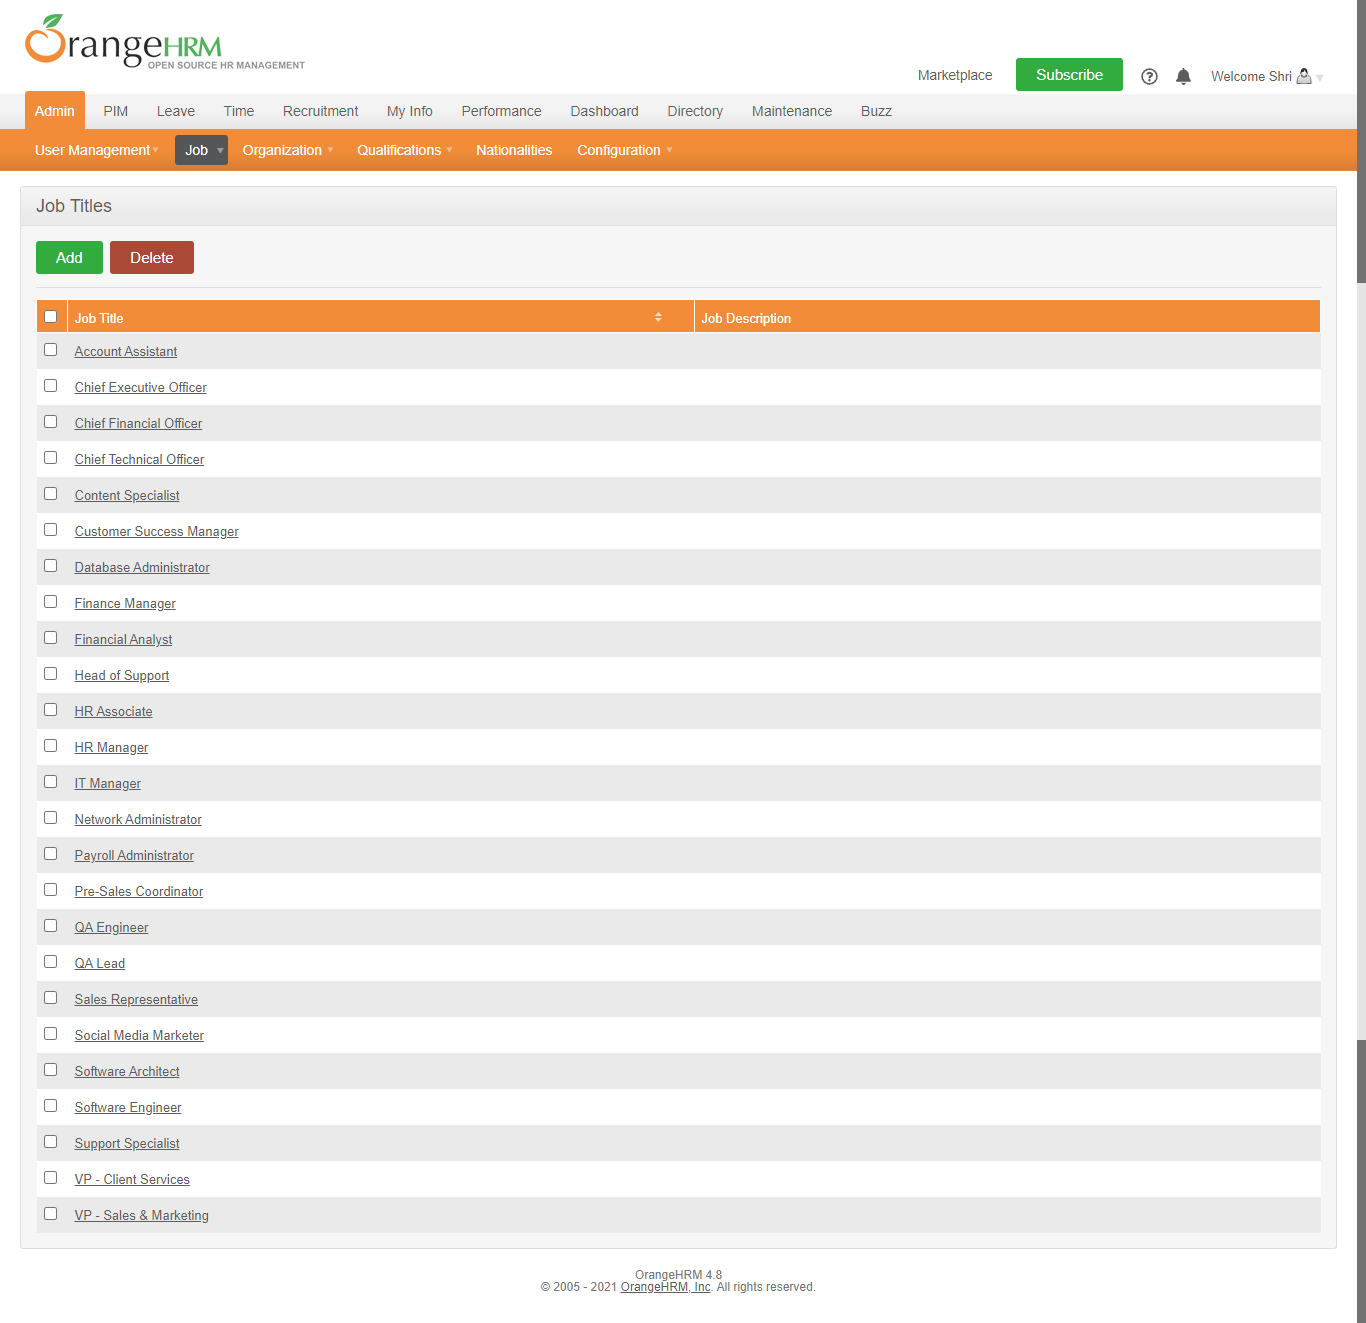 OrangeHRM
OPEN SOURCE HR MANAGEMENT
Marketplace Subscribe Welcome Shri
Admin PIM Leave Time Recruitment My Info Performance Dashboard Directory Maintenance Buzz
User Management Job Organization Qualifications Nationalities Configuration
Job Titles
Add Delete
Job Title Job Description
Account Assistant
Chief Executive Officer
Chief Financial Officer
Chief Technical Officer
Content Specialist
Customer Success Manager
Database Administrator
Finance Manager
Financial Analyst
Head of Support
HR Associate
HR Manager
IT Manager
Network Administrator
Payroll Administrator
Pre-Sales Coordinator
QA Engineer
QA Lead
Sales Representative
Social Media Marketer
Software Architect
Software Engineer
Support Specialist
VP - Client Services
VP - Sales & Marketing
OrangeHRM 4.8
© 2005 - 2021 OrangeHRM, Inc. All rights reserved.